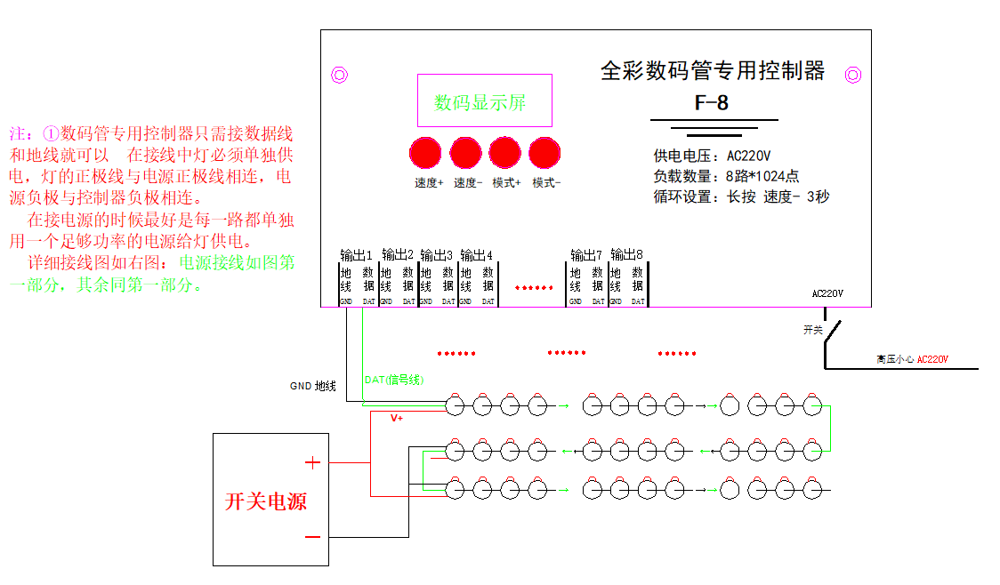 全彩数码管专用控制器
F-8
数码显示屏
速度+ 速度- 模式+ 模式-
供电电压：AC220V
负载数量：8路*1024点
循环设置：长按 速度- 3秒
注：①数码管专用控制器只需接数据线
和地线就可以 在接线中灯必须单独供
电，灯的正极线与电源正极线相连，电
源负极与控制器负极相连。
在接电源的时候最好是每一路都单独
用一个足够功率的电源给灯供电。
详细接线图如右图：电源接线如图第
一部分，其余同第一部分。
输出1 输出2 输出3 输出4 输出7 输出8
地线 数据 地线 数据 地线 数据 地线 数据 地线 数据 地线 数据
GND DAT GND DAT GND DAT GND DAT GND DAT GND DAT
AC220V
开关
高压小心 AC220V
GND 地线
DAT(信号线)
V+
+
开关电源
-